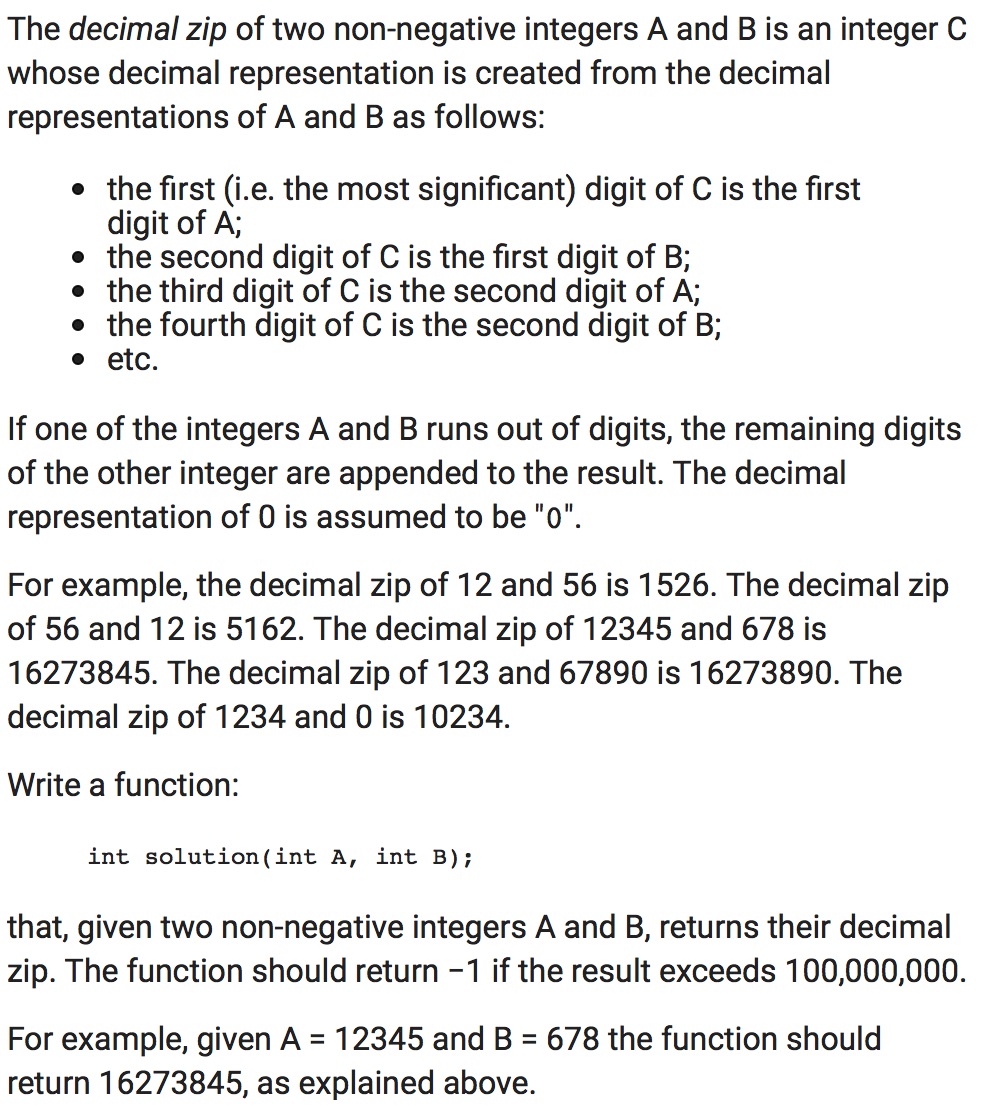 The decimal zip of two non-negative integers A and B is an integer C
whose decimal representation is created from the decimal
representations of A and B as follows:
• the first (i.e. the most significant) digit of C is the first
digit of A;
• the second digit of C is the first digit of B;
• the third digit of C is the second digit of A;
• the fourth digit of C is the second digit of B;
• etc.
If one of the integers A and B runs out of digits, the remaining digits
of the other integer are appended to the result. The decimal
representation of 0 is assumed to be "0".
For example, the decimal zip of 12 and 56 is 1526. The decimal zip
of 56 and 12 is 5162. The decimal zip of 12345 and 678 is
16273845. The decimal zip of 123 and 67890 is 16273890. The
decimal zip of 1234 and 0 is 10234.
Write a function:
int solution(int A, int B);
that, given two non-negative integers A and B, returns their decimal
zip. The function should return −1 if the result exceeds 100,000,000.
For example, given A = 12345 and B = 678 the function should
return 16273845, as explained above.